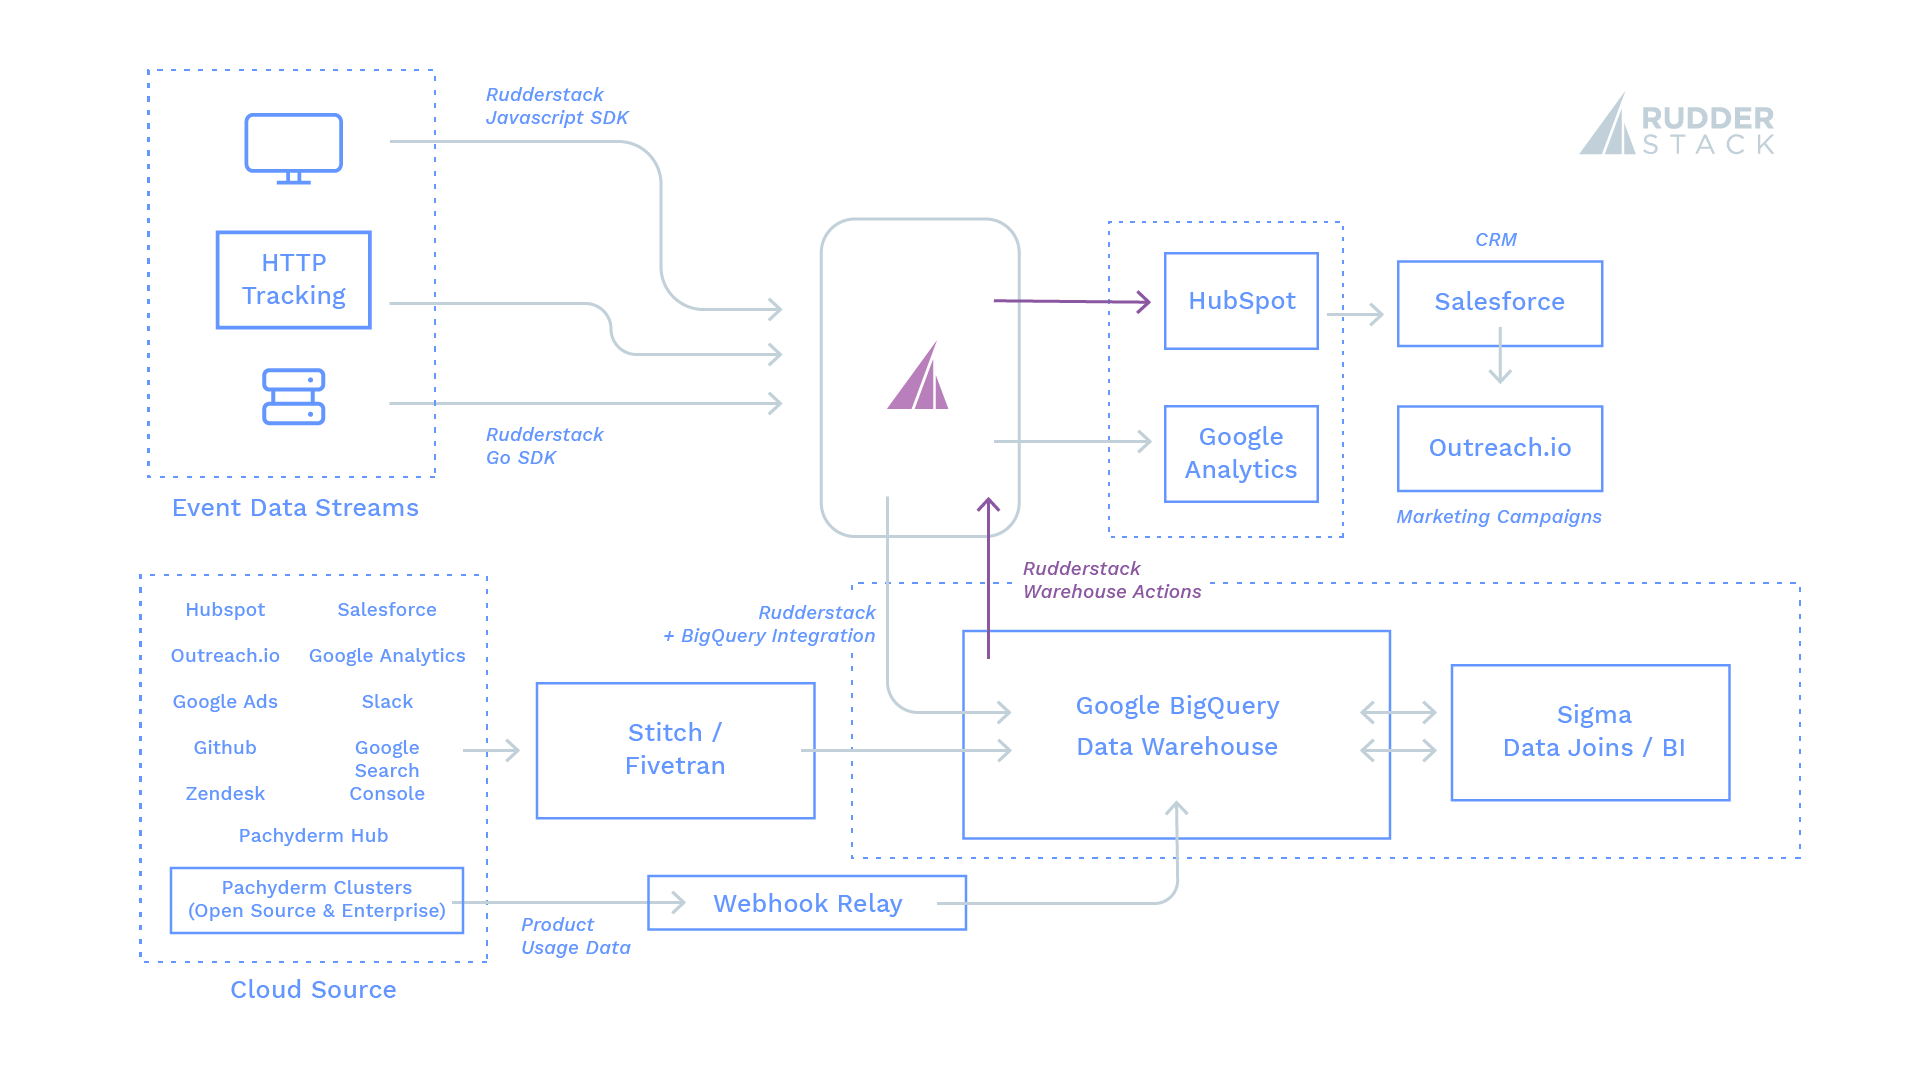 Rudderstack
Javascript SDK
RUDDER
STACK
HTTP
Tracking
Rudderstack
Go SDK
Event Data Streams
HubSpot
Google
Analytics
CRM
Salesforce
Outreach.io
Marketing Campaigns
Rudderstack
Warehouse Actions
Rudderstack
+ BigQuery Integration
Hubspot
Salesforce
Outreach.io
Google Analytics
Google Ads
Slack
Github
Google
Search
Console
Zendesk
Pachyderm Hub
Pachyderm Clusters
(Open Source & Enterprise)
Cloud Source
Stitch /
Fivetran
Google BigQuery
Data Warehouse
Sigma
Data Joins / BI
Product
Usage Data
Webhook Relay